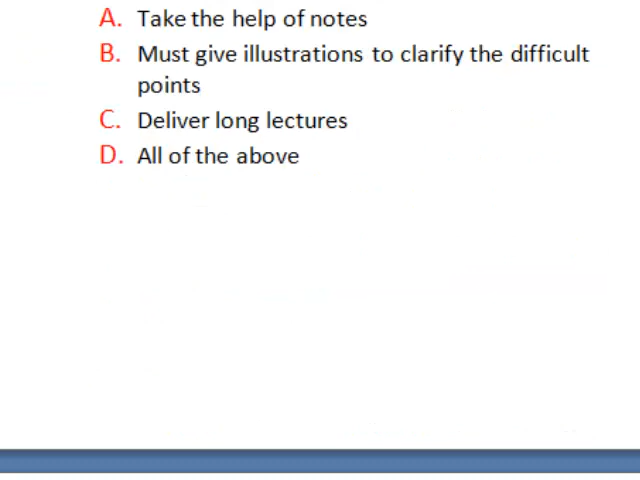 A. Take the help of notes
B. Must give illustrations to clarify the difficult
points
C. Deliver long lectures
D. All of the above